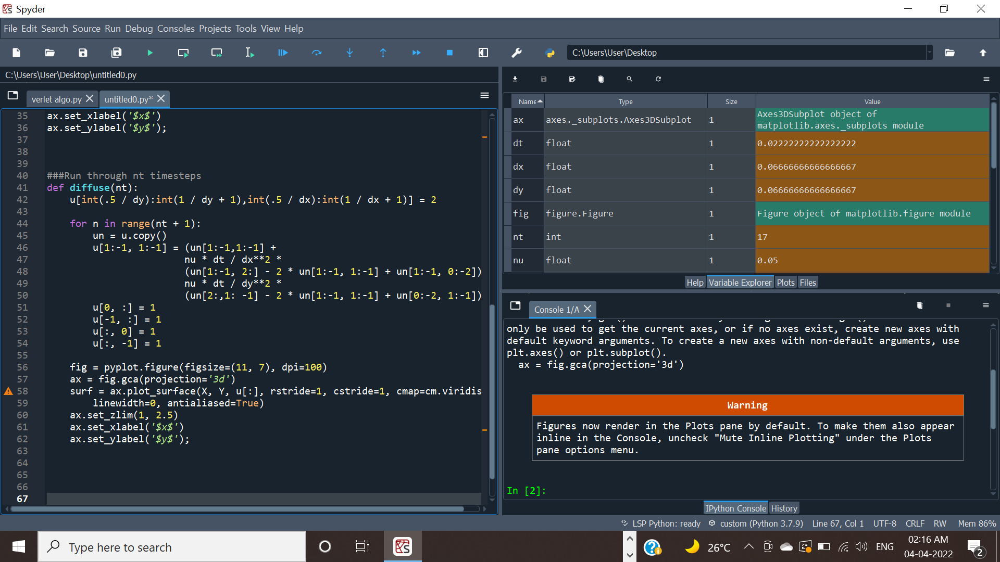 Spyder
File Edit Search Source Run Debug Consoles Projects Tools View Help
C:\Users\User\Desktop
C:\Users\User\Desktop\untitled0.py
verlet algo.py
untitled0.py*
35 ax.set_xlabel('$x$')
36 ax.set_ylabel('$y$');
37
38
39
40 ###Run through nt timesteps
41 def diffuse(nt):
42 u[int(.5 / dy):int(1 / dy + 1),int(.5 / dx):int(1 / dx + 1)] = 2
43
44 for n in range(nt + 1):
45 un = u.copy()
46 u[1:-1, 1:-1] = (un[1:-1,1:-1] +
47 nu * dt / dx**2 *
48 (un[1:-1, 2:] - 2 * un[1:-1, 1:-1] + un[1:-1, 0:-2])
49 nu * dt / dy**2 *
50 (un[2:,1: -1] - 2 * un[1:-1, 1:-1] + un[0:-2, 1:-1])
51 u[0, :] = 1
52 u[-1, :] = 1
53 u[:, 0] = 1
54 u[:, -1] = 1
55
56 fig = pyplot.figure(figsize=(11, 7), dpi=100)
57 ax = fig.gca(projection='3d')
58 surf = ax.plot_surface(X, Y, u[:], rstride=1, cstride=1, cmap=cm.viridis
59 linewidth=0, antialiased=True)
60 ax.set_zlim(1, 2.5)
61 ax.set_xlabel('$x$')
62 ax.set_ylabel('$y$');
63
64
65
66
67
Name Type Size Value
ax axes._subplots.Axes3DSubplot 1 Axes3DSubplot object of
matplotlib.axes._subplots module
dt float 1 0.02222222222222222
dx float 1 0.06666666666666667
dy float 1 0.06666666666666667
fig figure.Figure 1 Figure object of matplotlib.figure module
nt int 1 17
nu float 1 0.05
Help Variable Explorer Plots Files
Console 1/A
only be used to get the current axes, or if no axes exist, create new axes with
default keyword arguments. To create a new axes with non-default arguments, use
plt.axes() or plt.subplot().
ax = fig.gca(projection='3d')
Warning
Figures now render in the Plots pane by default. To make them also appear
inline in the Console, uncheck "Mute Inline Plotting" under the Plots
pane options menu.
In [2]:
IPython Console History
LSP Python: ready custom (Python 3.7.9) Line 67, Col 1 UTF-8 CRLF RW Mem 86%
Type here to search
26°C
ENG
02:16 AM
04-04-2022
2